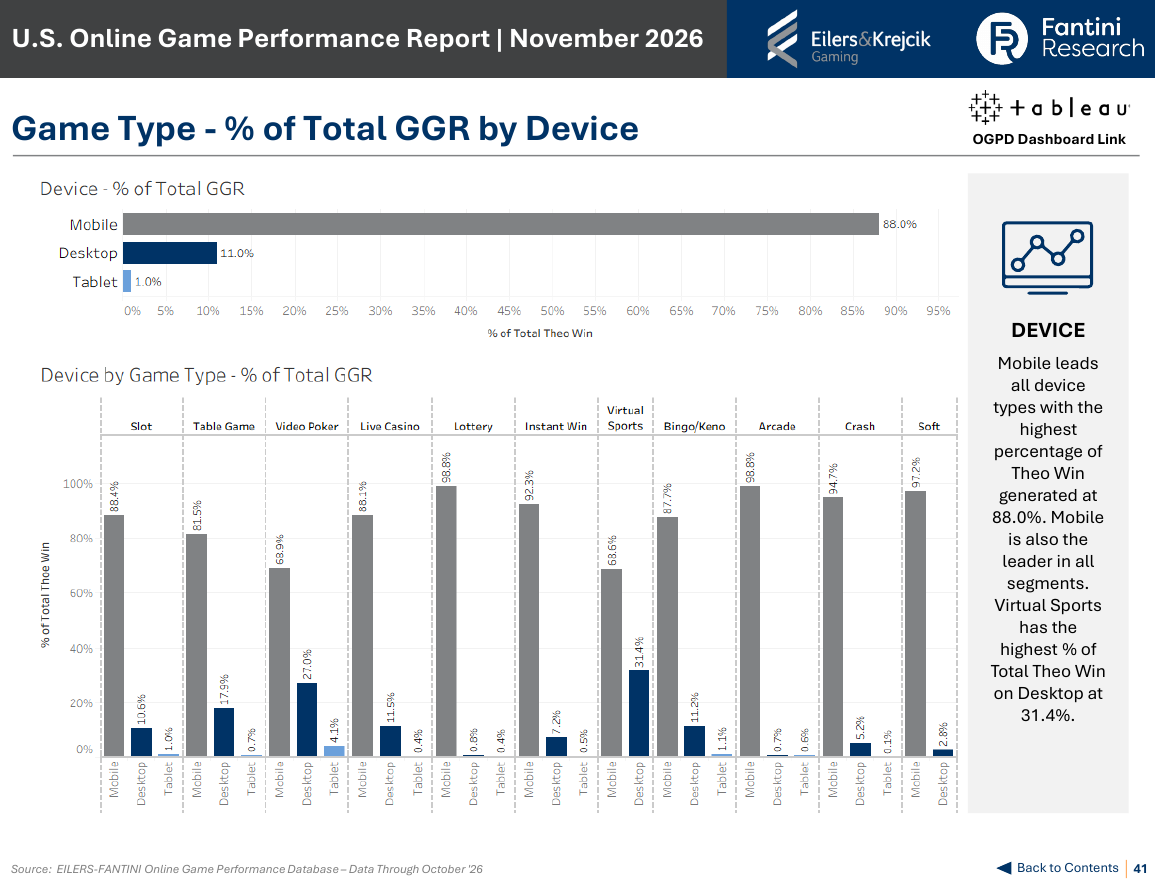 U.S. Online Game Performance Report | November 2026
Eilers&Krejcik
Gaming
Fantini
Research
Game Type - % of Total GGR by Device
+ableau
OGPD Dashboard Link
Device - % of Total GGR
Mobile 88.0%
Desktop 11.0%
Tablet 1.0%
0% 5% 10% 15% 20% 25% 30% 35% 40% 45% 50% 55% 60% 65% 70% 75% 80% 85% 90% 95%
% of Total Theo Win
Device by Game Type - % of Total GGR
Slot Table Game Video Poker Live Casino Lottery Instant Win Virtual Sports Bingo/Keno Arcade Crash Soft
% of Total Theo Win
100%
80%
60%
40%
20%
0%
88.4% 10.6% 1.0%
81.5% 17.9% 0.7%
68.9% 27.0% 4.1%
88.1% 11.5% 0.4%
98.8% 0.8% 0.4%
92.3% 7.2% 0.5%
68.6% 31.4%
87.7% 11.2% 1.1%
98.8% 0.7% 0.6%
94.7% 5.2% 0.1%
97.2% 2.8%
Mobile Desktop Tablet Mobile Desktop Tablet Mobile Desktop Tablet Mobile Desktop Tablet Mobile Desktop Tablet Mobile Desktop Tablet Mobile Desktop Mobile Desktop Tablet Mobile Desktop Tablet Mobile Desktop Tablet Mobile Desktop
DEVICE
Mobile leads
all device
types with the
highest
percentage of
Theo Win
generated at
88.0%. Mobile
is also the
leader in all
segments.
Virtual Sports
has the
highest % of
Total Theo Win
on Desktop at
31.4%.
Source: EILERS-FANTINI Online Game Performance Database – Data Through October '26
Back to Contents | 41